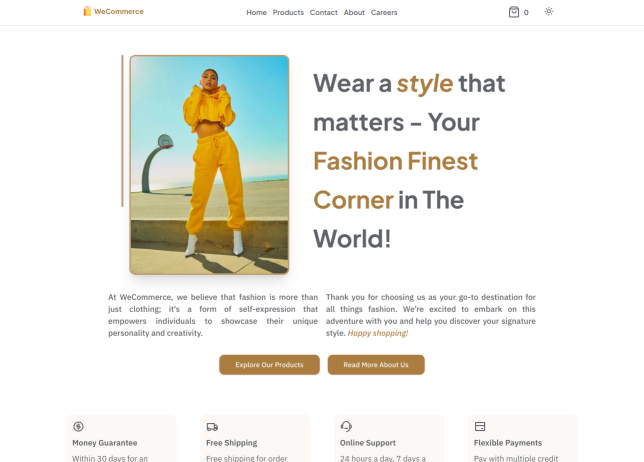 WeCommerce
Home Products Contact About Careers
0
Wear a style that
matters - Your
Fashion Finest
Corner in The
World!
At WeCommerce, we believe that fashion is more than
just clothing; it's a form of self-expression that
empowers individuals to showcase their unique
personality and creativity.
Thank you for choosing us as your go-to destination for
all things fashion. We're excited to embark on this
adventure with you and help you discover your signature
style. Happy shopping!
Explore Our Products
Read More About Us
Money Guarantee
Within 30 days for an
Free Shipping
Free shipping for order
Online Support
24 hours a day, 7 days a
Flexible Payments
Pay with multiple credit